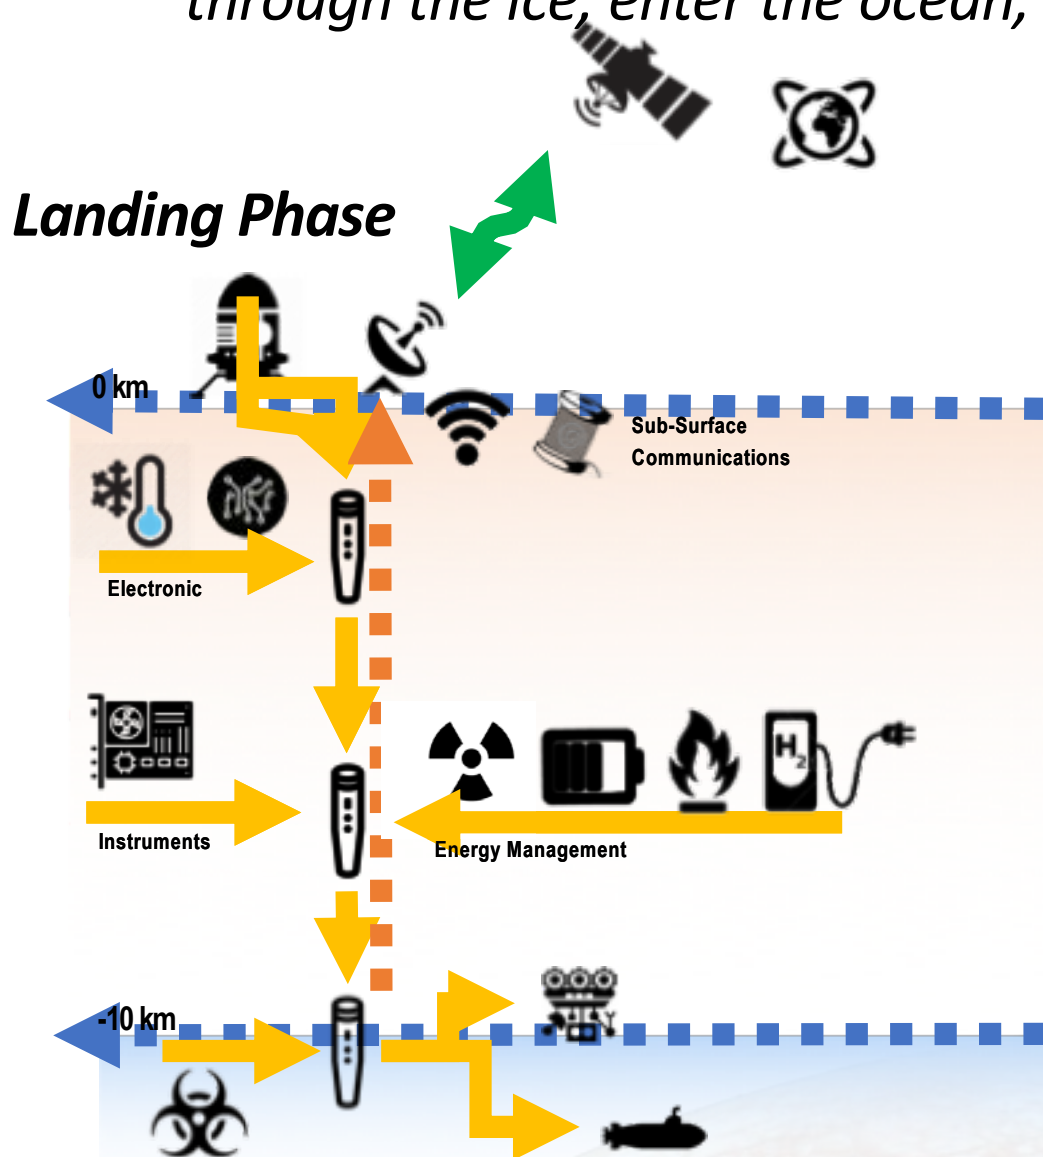 through the ice, enter the ocean,
Landing Phase
0 km
Sub-Surface
Communications
Electronic
H2
Instruments
Energy Management
-10 km